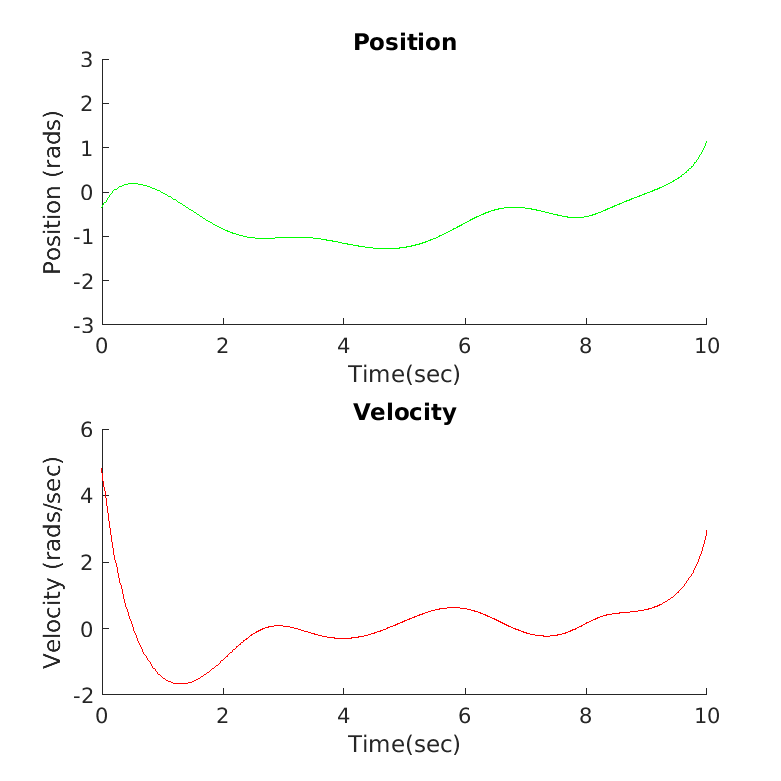 Position
3
2
1
0
-1
-2
-3
Position (rads)
0 2 4 6 8 10
Time(sec)
Velocity
6
4
2
0
-2
Velocity (rads/sec)
0 2 4 6 8 10
Time(sec)